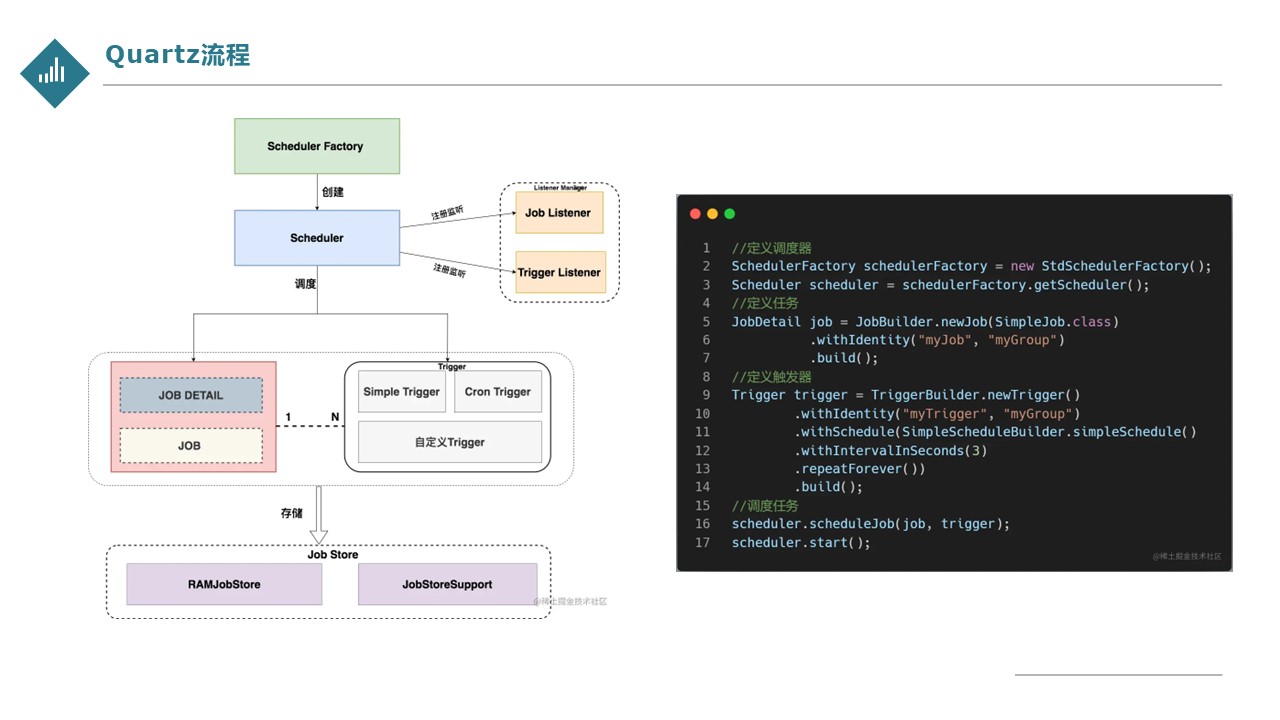 Quartz流程
Scheduler Factory
创建
Scheduler
注册监听
注册监听
Listener Manager
Job Listener
Trigger Listener
调度
JOB DETAIL
JOB
1
N
Trigger
Simple Trigger
Cron Trigger
自定义Trigger
存储
Job Store
RAMJobStore
JobStoreSupport
@稀土掘金技术社区
1 //定义调度器
2 SchedulerFactory schedulerFactory = new StdSchedulerFactory();
3 Scheduler scheduler = schedulerFactory.getScheduler();
4 //定义任务
5 JobDetail job = JobBuilder.newJob(SimpleJob.class)
6 .withIdentity("myJob", "myGroup")
7 .build();
8 //定义触发器
9 Trigger trigger = TriggerBuilder.newTrigger()
10 .withIdentity("myTrigger", "myGroup")
11 .withSchedule(SimpleScheduleBuilder.simpleSchedule()
12 .withIntervalInSeconds(3)
13 .repeatForever())
14 .build();
15 //调度任务
16 scheduler.scheduleJob(job, trigger);
17 scheduler.start();
@稀土掘金技术社区